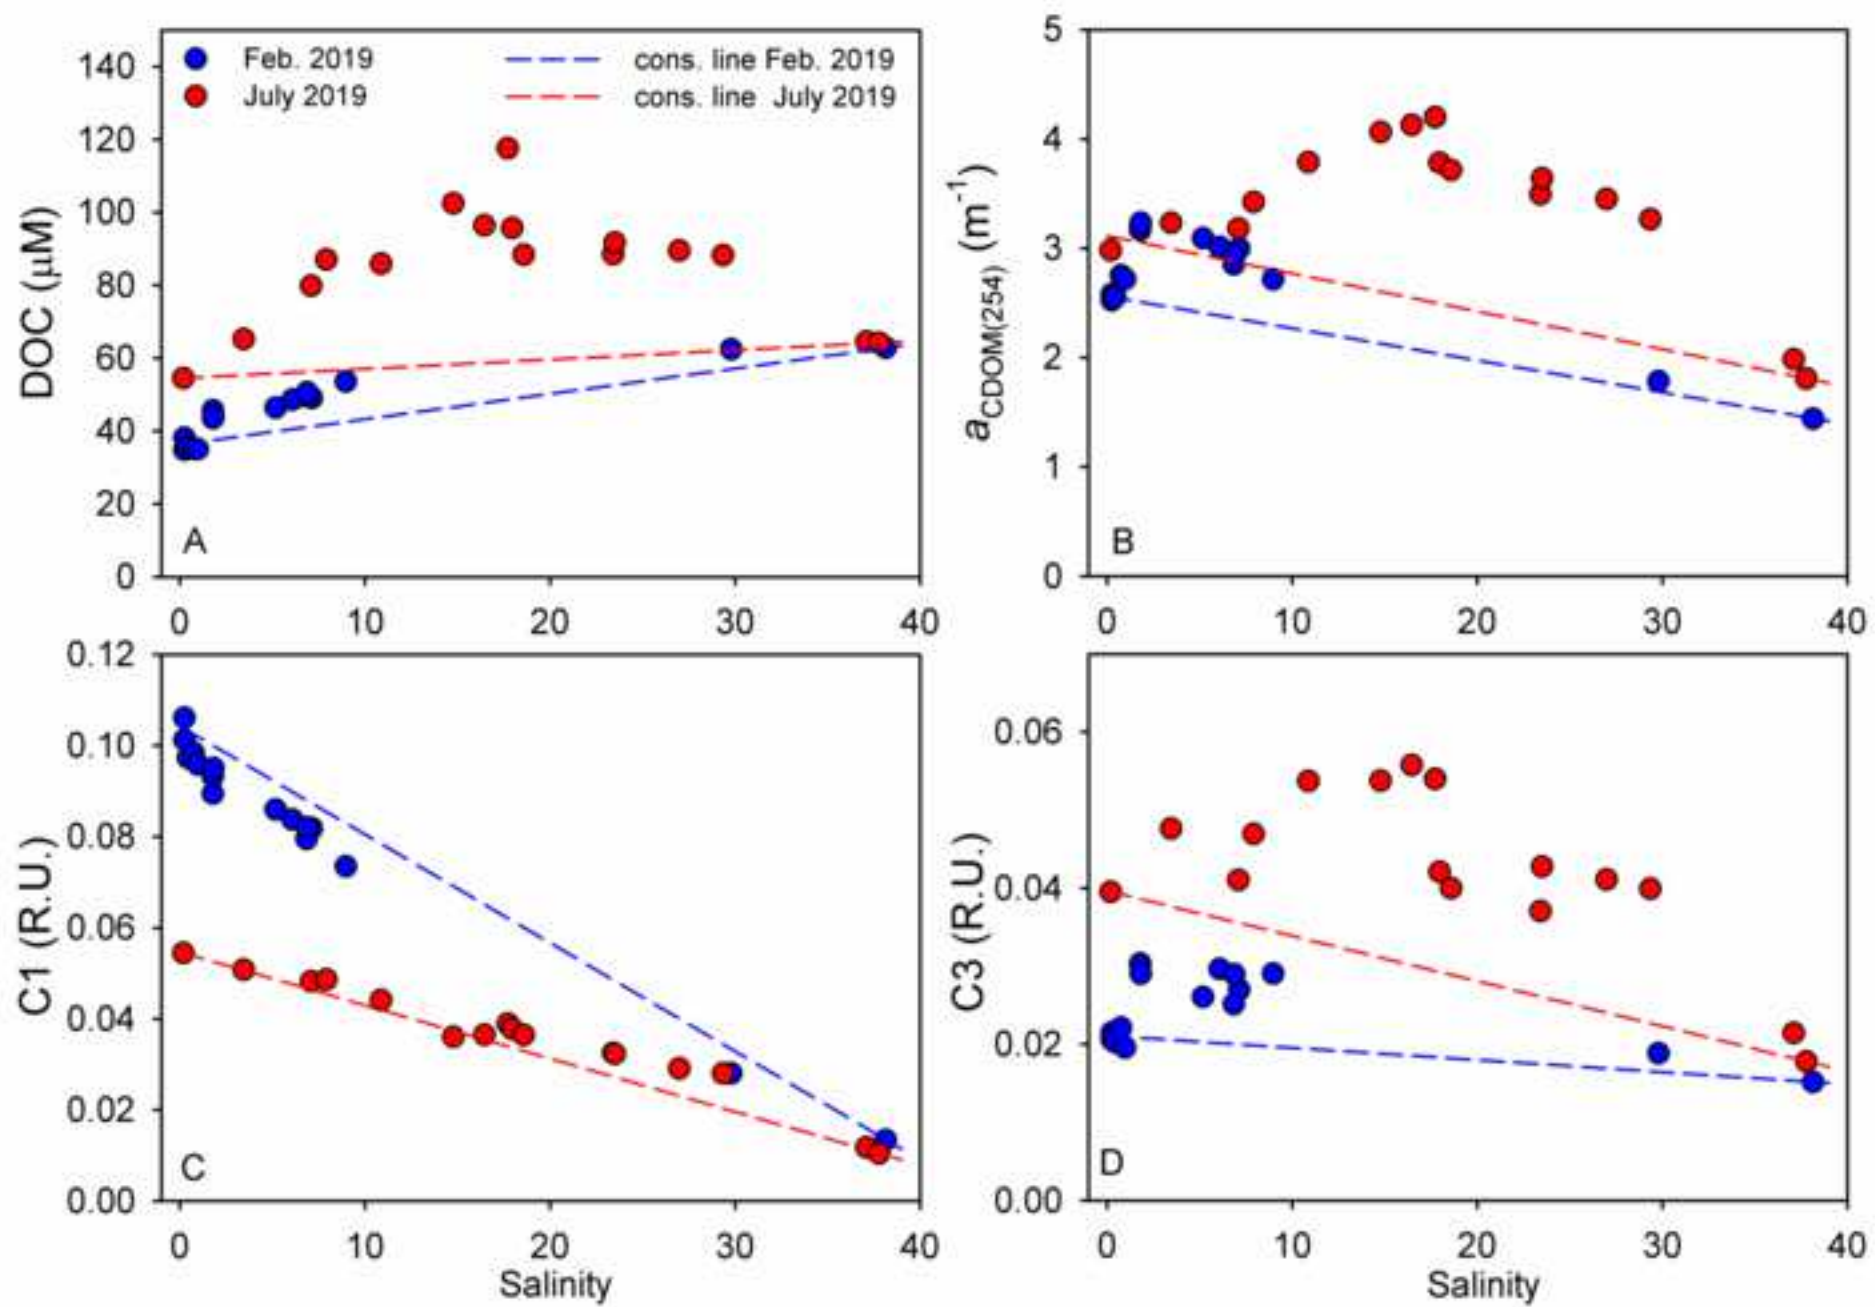 Feb. 2019
July 2019
cons. line Feb. 2019
cons. line July 2019
DOC (μM)
140
120
100
80
60
40
20
0
A
0 10 20 30 40
aCDOM(254) (m-1)
5
4
3
2
1
0
B
0 10 20 30 40
C1 (R.U.)
0.12
0.10
0.08
0.06
0.04
0.02
0.00
C
0 10 20 30 40
Salinity
C3 (R.U.)
0.06
0.04
0.02
0.00
D
0 10 20 30 40
Salinity